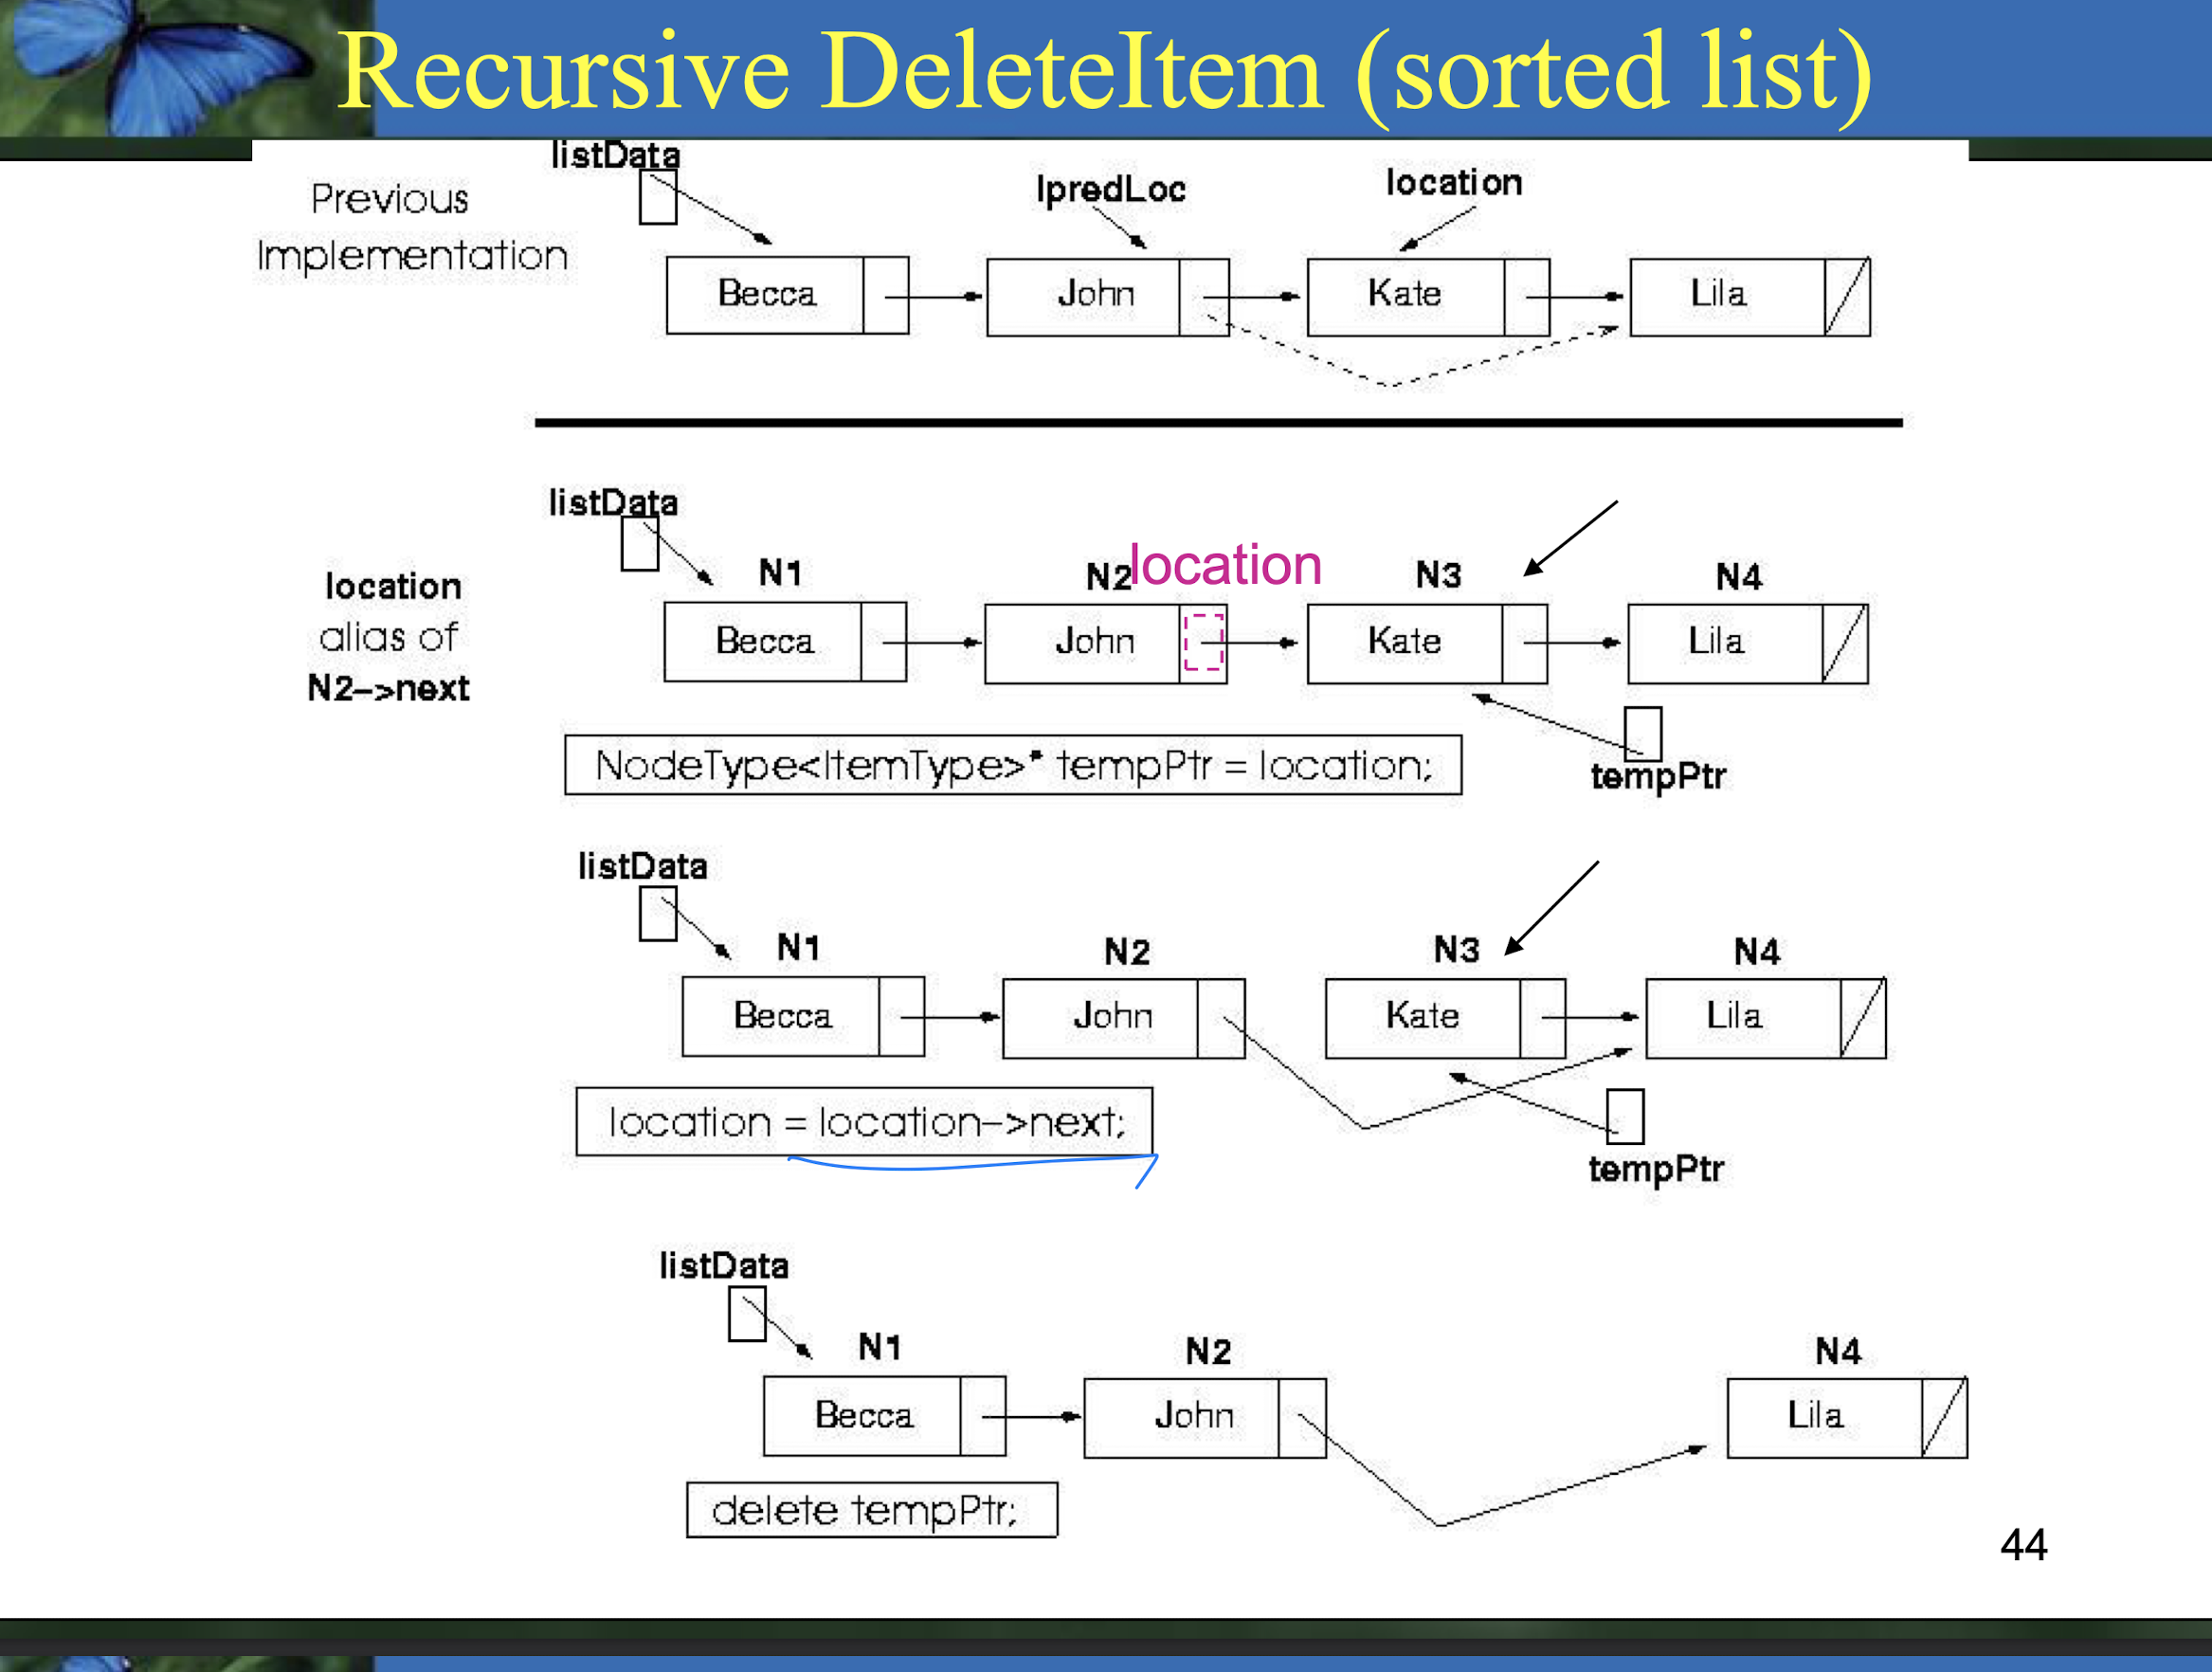 Recursive DeleteItem (sorted list)
listData
Previous
Implementation
lpredLoc
location
Becca
John
Kate
Lila
listData
location
alias of
N2->next
N1
N2
location
N3
N4
Becca
John
Kate
Lila
NodeType<ItemType>* tempPtr = location;
tempPtr
listData
N1
N2
N3
N4
Becca
John
Kate
Lila
location = location->next;
tempPtr
listData
N1
N2
N4
Becca
John
Lila
delete tempPtr;
44